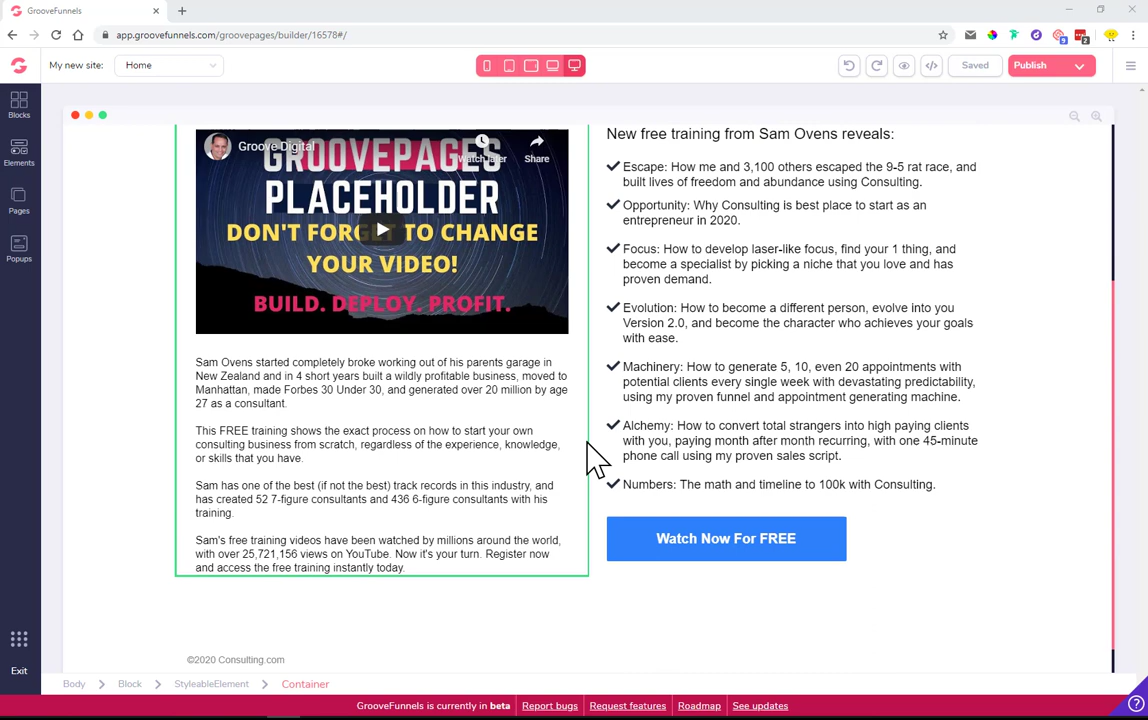 GrooveFunnels
app.groovefunnels.com/groovepages/builder/16578#/
My new site:
Home
Saved
Publish
Blocks
Elements
Pages
Popups
Exit
Groove Digital
Watch later
Share
GROOVEPAGES
PLACEHOLDER
DON'T FORGET TO CHANGE
YOUR VIDEO!
BUILD. DEPLOY. PROFIT.
Sam Ovens started completely broke working out of his parents garage in
New Zealand and in 4 short years built a wildly profitable business, moved to
Manhattan, made Forbes 30 Under 30, and generated over 20 million by age
27 as a consultant.
This FREE training shows the exact process on how to start your own
consulting business from scratch, regardless of the experience, knowledge,
or skills that you have.
Sam has one of the best (if not the best) track records in this industry, and
has created 52 7-figure consultants and 436 6-figure consultants with his
training.
Sam's free training videos have been watched by millions around the world,
with over 25,721,156 views on YouTube. Now it's your turn. Register now
and access the free training instantly today.
New free training from Sam Ovens reveals:
Escape: How me and 3,100 others escaped the 9-5 rat race, and
built lives of freedom and abundance using Consulting.
Opportunity: Why Consulting is best place to start as an
entrepreneur in 2020.
Focus: How to develop laser-like focus, find your 1 thing, and
become a specialist by picking a niche that you love and has
proven demand.
Evolution: How to become a different person, evolve into you
Version 2.0, and become the character who achieves your goals
with ease.
Machinery: How to generate 5, 10, even 20 appointments with
potential clients every single week with devastating predictability,
using my proven funnel and appointment generating machine.
Alchemy: How to convert total strangers into high paying clients
with you, paying month after month recurring, with one 45-minute
phone call using my proven sales script.
Numbers: The math and timeline to 100k with Consulting.
Watch Now For FREE
©2020 Consulting.com
Body > Block > StyleableElement > Container
GrooveFunnels is currently in beta Report bugs Request features Roadmap See updates